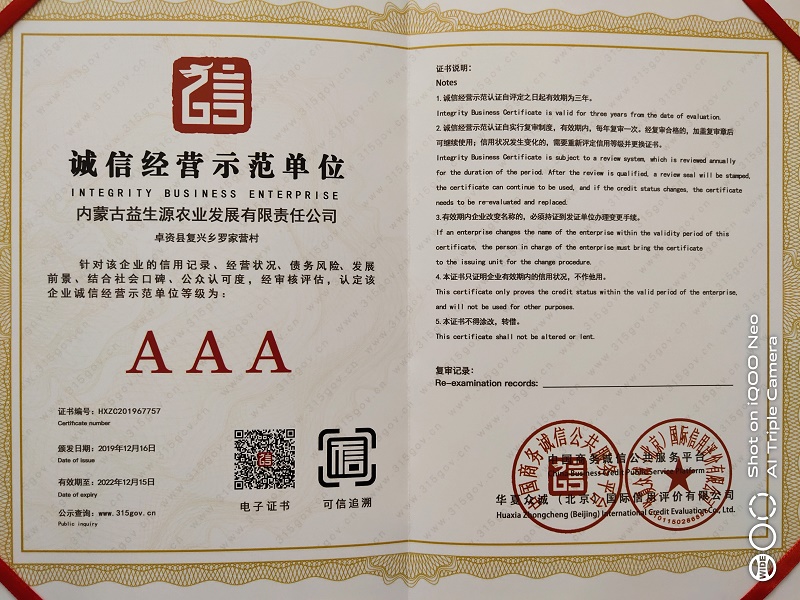 诚信经营示范单位
INTEGRITY BUSINESS ENTERPRISE
内蒙古益生源农业发展有限责任公司
卓资县复兴乡罗家营村
针对该企业的信用记录、经营状况、债务风险、发展
前景、结合社会口碑、公众认可度，经审核评估，认定该
企业诚信经营示范单位等级为：
AAA
证书编号：HXZC201967757
Certificate number
颁发日期：2019年12月16日
Date of issue
有效期至：2022年12月15日
Date of expiry
公示查询：www.315gov.cn
Public inquiry
电子证书
可信追溯
证书说明：
Notes
1. 诚信经营示范认证自评定之日起有效期为三年。
Integrity Business Certificate is valid for three years from the date of evaluation.
2. 诚信经营示范认证自实行复审制度，有效期内，每年复审一次。经复审合格的，加盖复审章后
可继续使用；信用状况发生变化的，需要重新评定信用等级并更换证书。
Integrity Business Certificate is subject to a review system, which is reviewed annually
for the duration of the period. After the review is qualified, a review seal will be stamped,
the certificate can continue to be used, and if the credit status changes, the certificate
needs to be re-evaluated and replaced.
3. 有效期内企业改变名称的，必须持证到发证单位办理变更手续。
If an enterprise changes the name of the enterprise within the validity period of this
certificate, the person in charge of the enterprise must bring the certificate
to the issuing unit for the change procedure.
4. 本证书只证明企业有效期内的信用状况，不作他用。
This certificate only proves the credit status within the valid period of the enterprise,
and will not be used for other purposes.
5. 本证书不得涂改，转借。
This certificate shall not be altered or lent.
复审记录：
Re-examination records:
中国商务诚信公共服务平台
China Business Credit Public Service Platform
华夏众诚（北京）国际信用评价有限公司
Huaxia Zhongcheng (Beijing) International Credit Evaluation Co., Ltd.
Shot on iQOO Neo
AI Triple Camera
WIDE